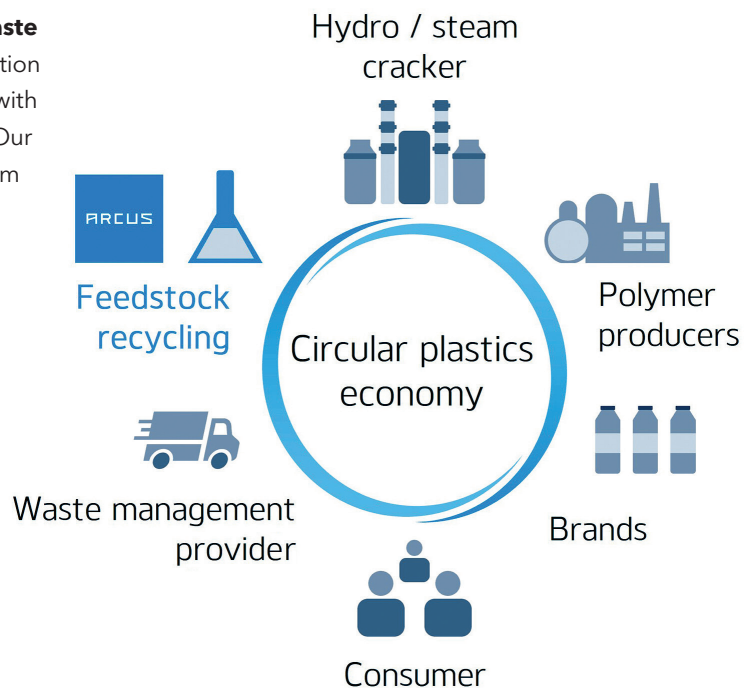 aste
tion
with
Our
m
Hydro / steam
cracker
ARCUS
Feedstock
recycling
Polymer
producers
Circular plastics
economy
Waste management
provider
Brands
Consumer